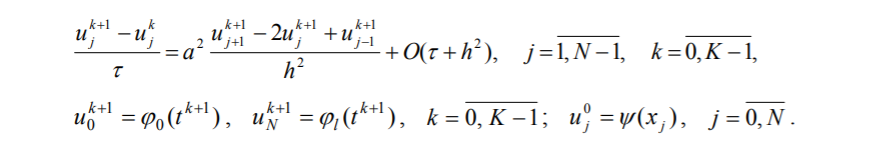 $\frac{u_j^{k+1} - u_j^k}{\tau} = a^2 \frac{u_{j+1}^{k+1} - 2u_j^{k+1} + u_{j-1}^{k+1}}{h^2} + O(\tau + h^2), \quad j = \overline{1, N-1}, \quad k = \overline{0, K-1},$
$u_0^{k+1} = \varphi_0(t^{k+1}), \quad u_N^{k+1} = \varphi_l(t^{k+1}), \quad k = \overline{0, K-1}; \quad u_j^0 = \psi(x_j), \quad j = \overline{0, N}.$